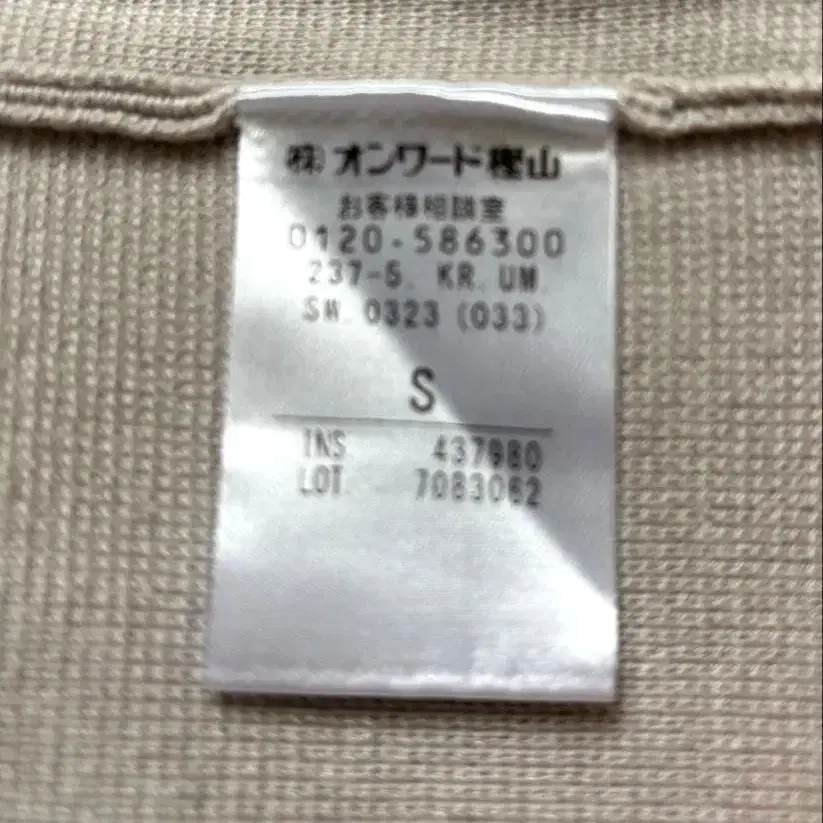 ㈱オンワード樫山
お客様相談室
0120-586300
237-5. KR. UM.
SW. 0323 (033)
S
INS. 437980
LOT. 7083062